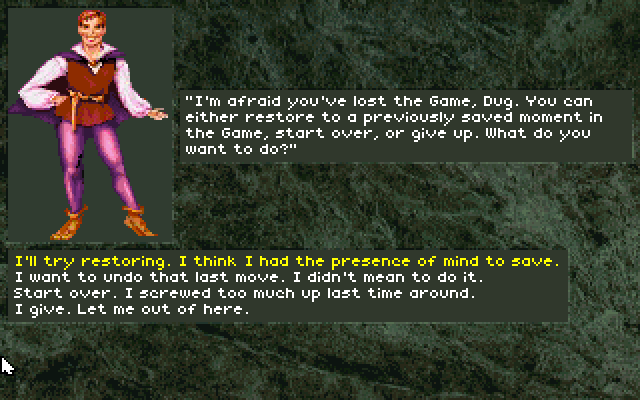 "I'm afraid you've lost the Game, Dug. You can
either restore to a previously saved moment in
the Game, start over, or give up. What do you
want to do?"
I'll try restoring. I think I had the presence of mind to save.
I want to undo that last move. I didn't mean to do it.
Start over. I screwed too much up last time around.
I give. Let me out of here.